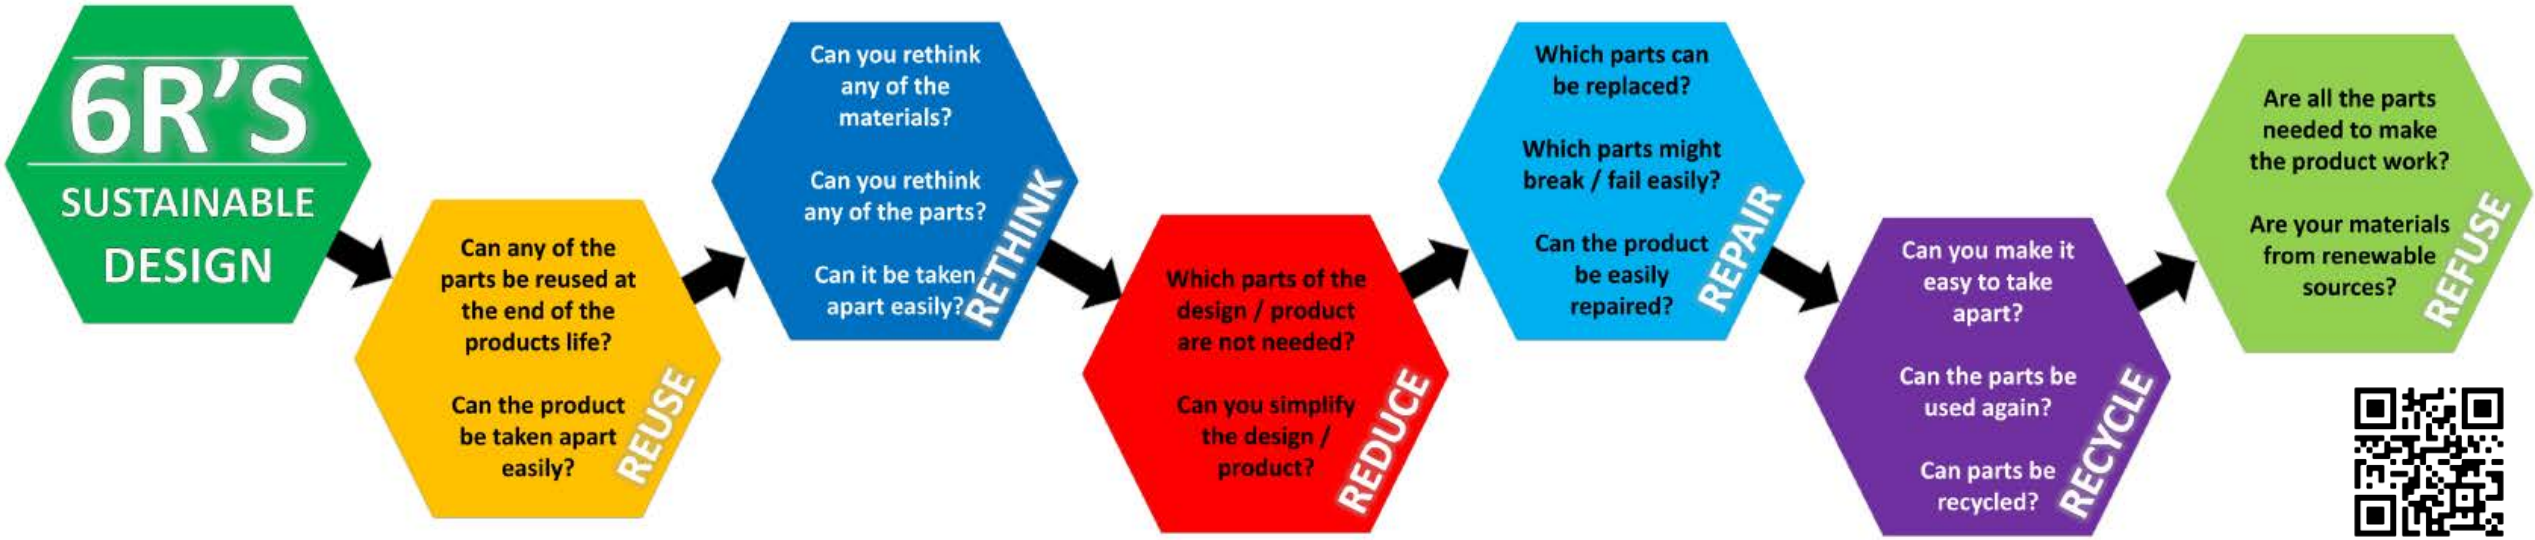 6R'S
SUSTAINABLE
DESIGN
Can any of the
parts be reused at
the end of the
products life?
Can the product
be taken apart
easily?
REUSE
Can you rethink
any of the
materials?
Can you rethink
any of the parts?
Can it be taken
apart easily?
RETHINK
Which parts of the
design / product
are not needed?
Can you simplify
the design /
product?
REDUCE
Which parts can
be replaced?
Which parts might
break / fail easily?
Can the product
be easily
repaired?
REPAIR
Can you make it
easy to take
apart?
Can the parts be
used again?
Can parts be
recycled?
RECYCLE
Are all the parts
needed to make
the product work?
Are your materials
from renewable
sources?
REFUSE